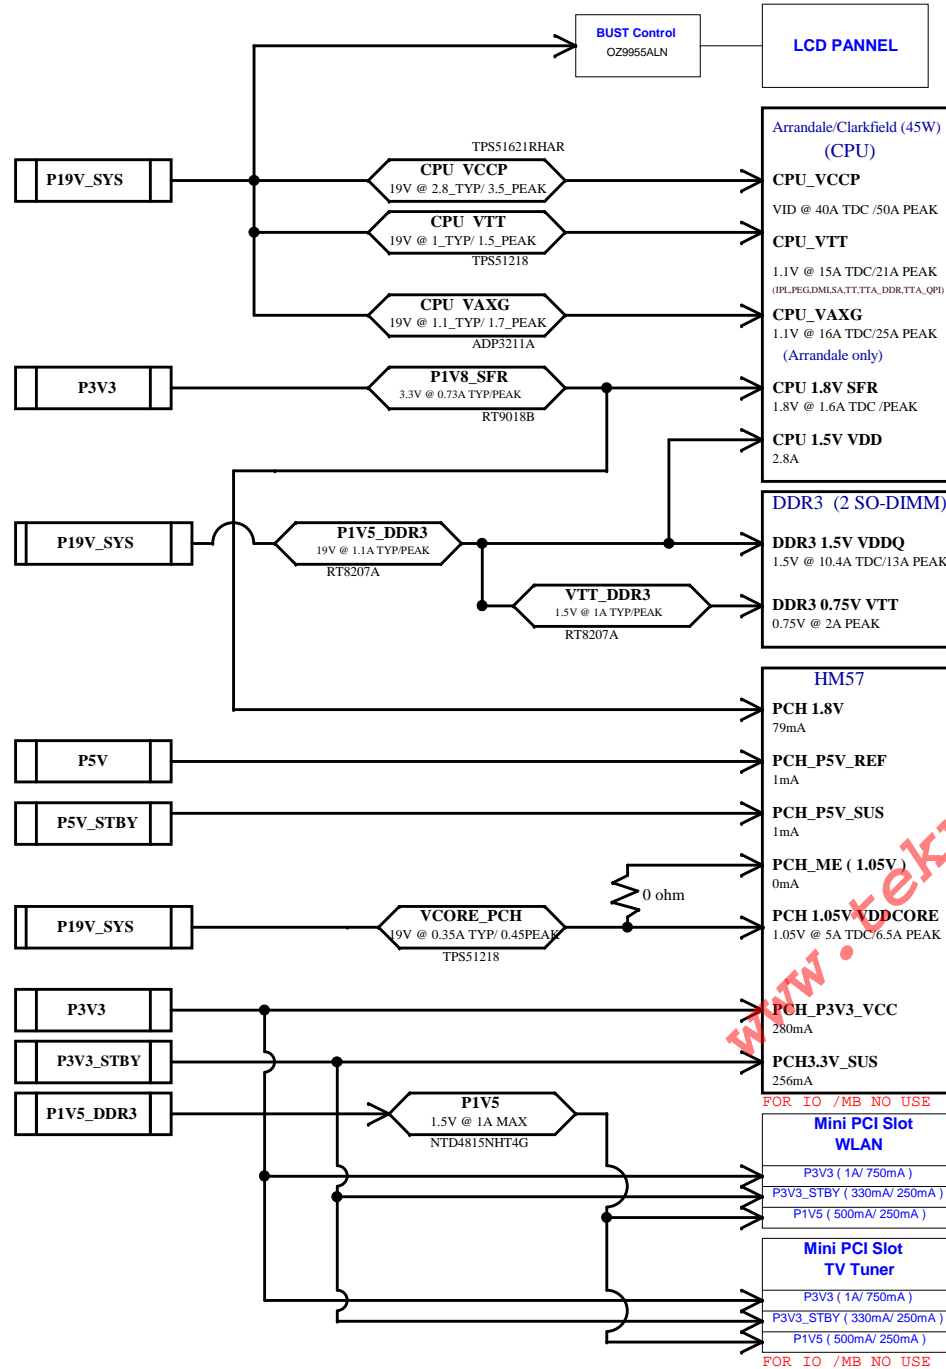 BUST Control
OZ9955ALN
LCD PANNEL
Arrandale/Clarkfield (45W)
(CPU)
TPS51621RHAR
P19V_SYS
CPU VCCP
19V @ 2.8_TYP/ 3.5_PEAK
CPU_VCCP
VID @ 40A TDC /50A PEAK
CPU VTT
19V @ 1_TYP/ 1.5_PEAK
TPS51218
CPU_VTT
1.1V @ 15A TDC/21A PEAK
(IPL,PEG,DMI,SA,TT,TTA_DDR,TTA_QPI)
CPU VAXG
19V @ 1.1_TYP/ 1.7_PEAK
ADP3211A
CPU_VAXG
1.1V @ 16A TDC/25A PEAK
(Arrandale only)
P3V3
P1V8_SFR
3.3V @ 0.73A TYP/PEAK
RT9018B
CPU 1.8V SFR
1.8V @ 1.6A TDC /PEAK
CPU 1.5V VDD
2.8A
DDR3 (2 SO-DIMM)
P19V_SYS
P1V5_DDR3
19V @ 1.1A TYP/PEAK
RT8207A
DDR3 1.5V VDDQ
1.5V @ 10.4A TDC/13A PEAK
VTT_DDR3
1.5V @ 1A TYP/PEAK
RT8207A
DDR3 0.75V VTT
0.75V @ 2A PEAK
HM57
PCH 1.8V
79mA
P5V
PCH_P5V_REF
1mA
P5V_STBY
PCH_P5V_SUS
1mA
PCH_ME ( 1.05V )
0mA
0 ohm
P19V_SYS
VCORE_PCH
19V @ 0.35A TYP/ 0.45PEAK
TPS51218
PCH 1.05V VDDCORE
1.05V @ 5A TDC/6.5A PEAK
P3V3
PCH_P3V3_VCC
280mA
P3V3_STBY
PCH3.3V_SUS
256mA
P1V5_DDR3
P1V5
1.5V @ 1A MAX
NTD4815NHT4G
FOR IO /MB NO USE
Mini PCI Slot
WLAN
P3V3 ( 1A/ 750mA )
P3V3_STBY ( 330mA/ 250mA )
P1V5 ( 500mA/ 250mA )
Mini PCI Slot
TV Tuner
P3V3 ( 1A/ 750mA )
P3V3_STBY ( 330mA/ 250mA )
P1V5 ( 500mA/ 250mA )
FOR IO /MB NO USE